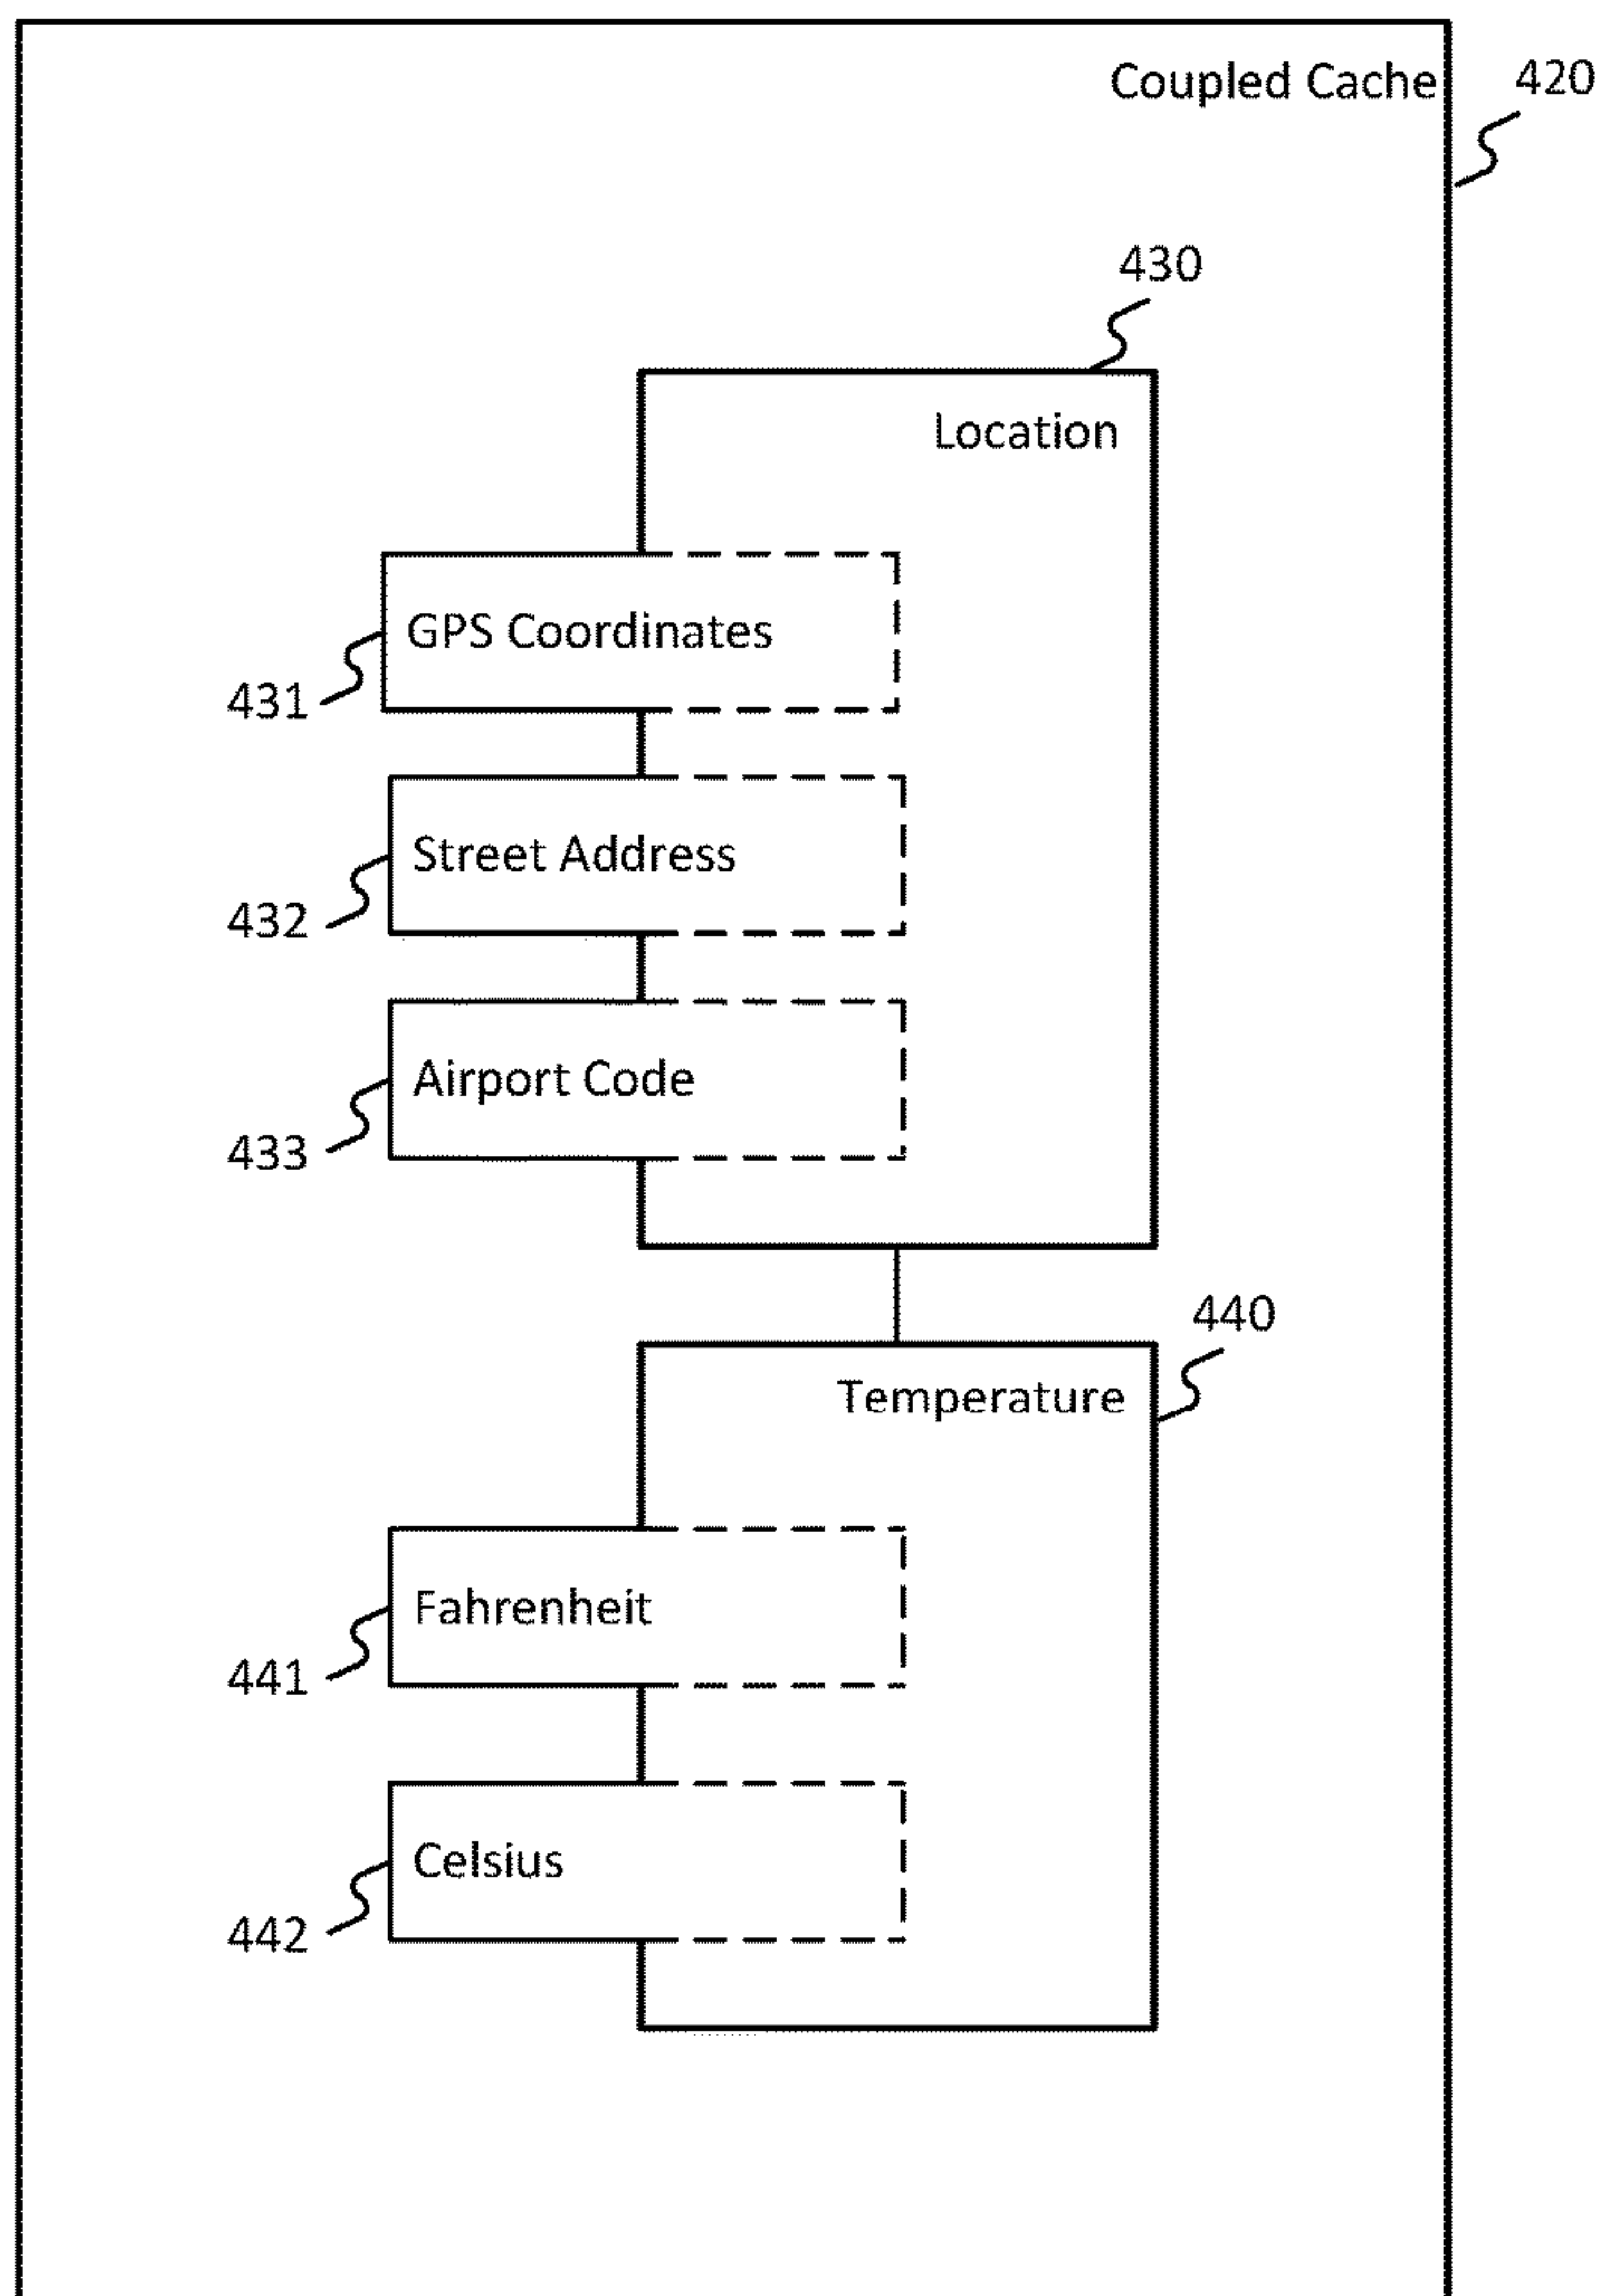 Coupled Cache
420
430
Location
GPS Coordinates
431
Street Address
432
Airport Code
433
440
Temperature
Fahrenheit
441
Celsius
442